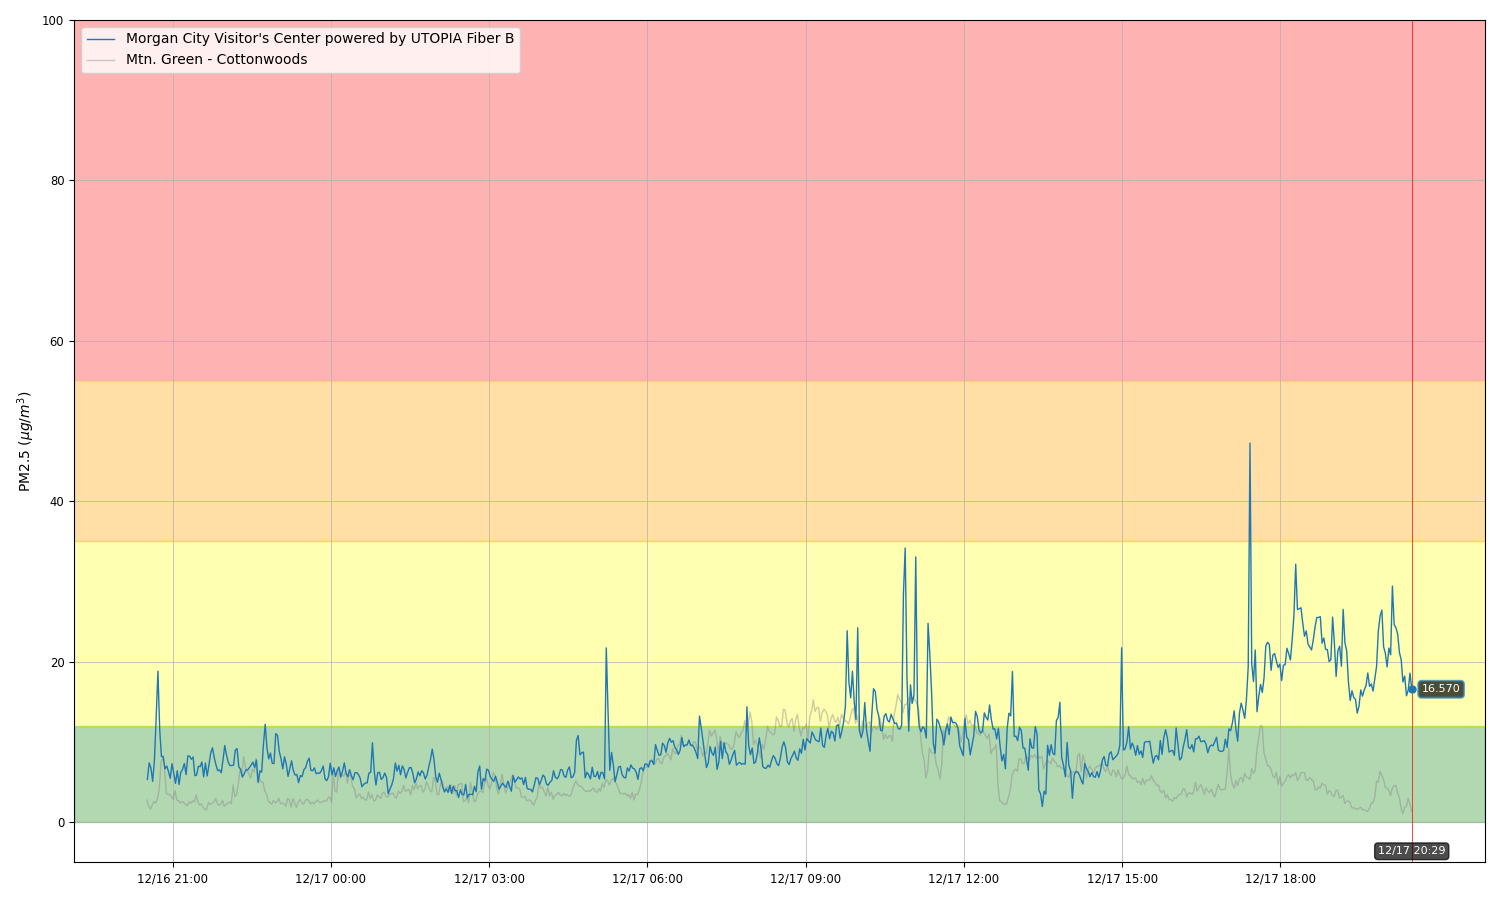 100
Morgan City Visitor's Center powered by UTOPIA Fiber B
Mtn. Green - Cottonwoods
80
60
PM2.5 (µg/m³)
40
20
16.570
0
12/17 20:29
12/16 21:00 12/17 00:00 12/17 03:00 12/17 06:00 12/17 09:00 12/17 12:00 12/17 15:00 12/17 18:00